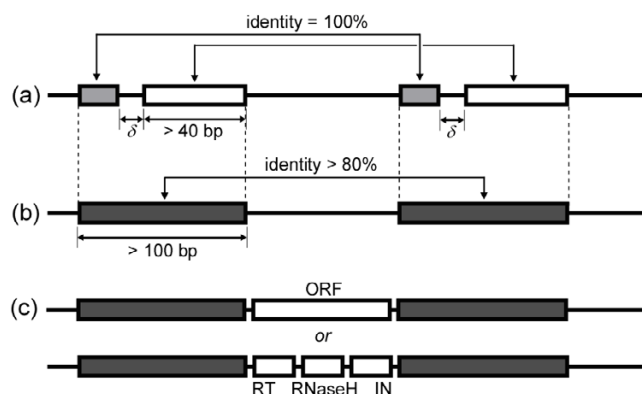 identity = 100%
(a)
δ
> 40 bp
δ
identity > 80%
(b)
> 100 bp
ORF
(c)
or
RT RNaseH IN